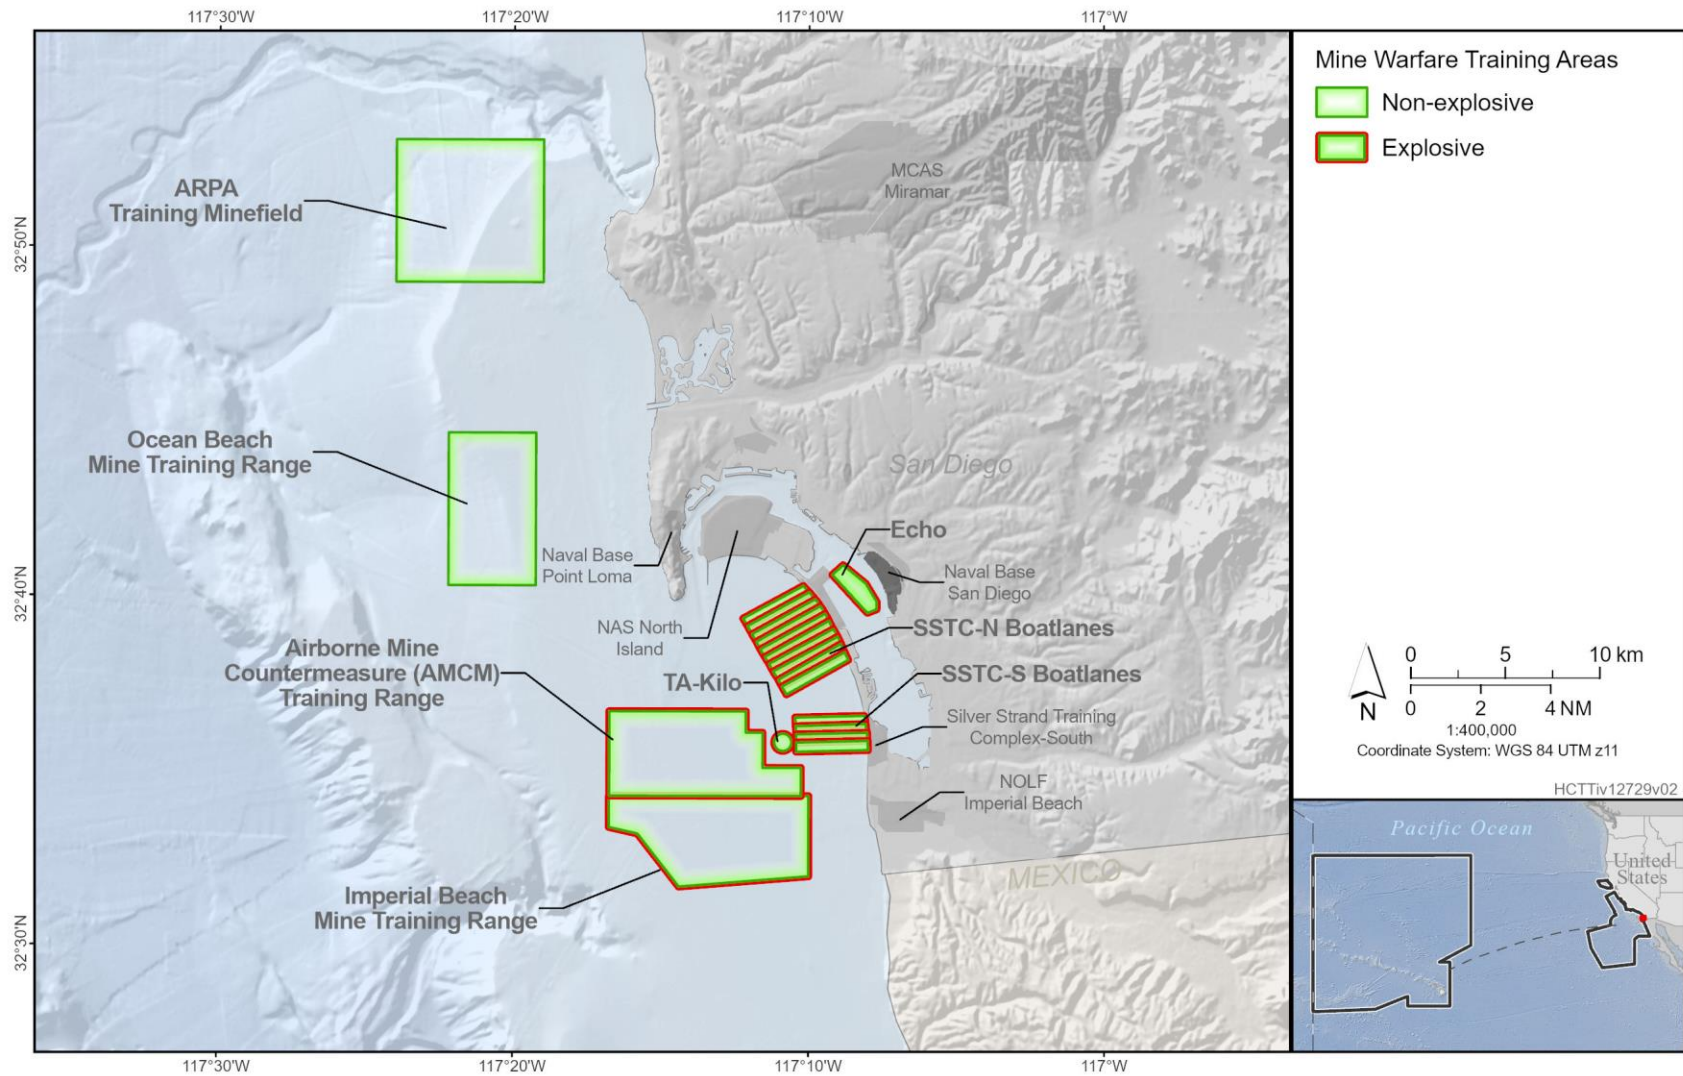 117°30'W
117°20'W
117°10'W
117°W
Mine Warfare Training Areas
Non-explosive
Explosive
MCAS
Miramar
ARPA
Training Minefield
32°50'N
Ocean Beach
Mine Training Range
San Diego
Echo
Naval Base
Point Loma
Naval Base
San Diego
32°40'N
NAS North
Island
SSTC-N Boatlanes
Airborne Mine
Countermeasure (AMCM)
Training Range
TA-Kilo
SSTC-S Boatlanes
Silver Strand Training
Complex-South
NOLF
Imperial Beach
MEXICO
Imperial Beach
Mine Training Range
32°30'N
N
0 5 10 km
0 2 4 NM
1:400,000
Coordinate System: WGS 84 UTM z11
HCTTiv12729v02
Pacific Ocean
United
States
117°30'W
117°20'W
117°10'W
117°W